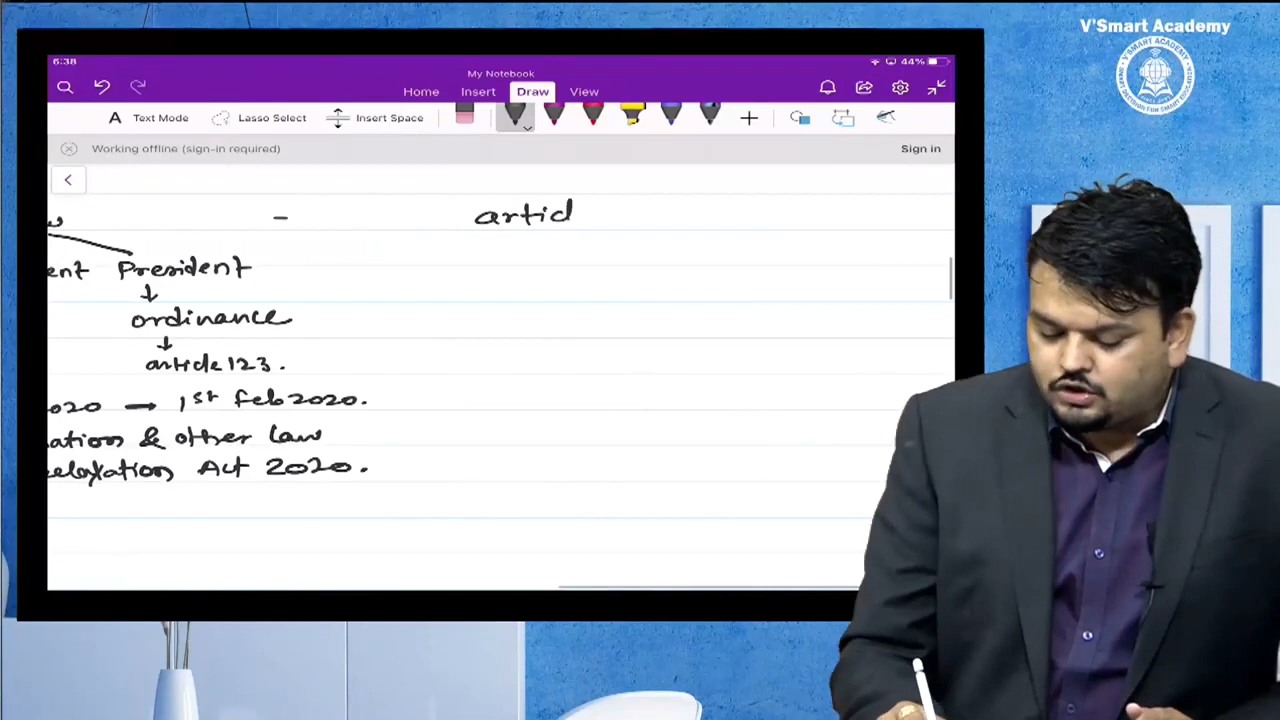 V'Smart Academy
6:38
44%
My Notebook
Home Insert Draw View
Text Mode Lasso Select Insert Space
Working offline (sign-in required) Sign in
- artid
ent President
ordinance
article 123.
2020 → 1st Feb 2020.
ation & other law
elaxation Act 2020.